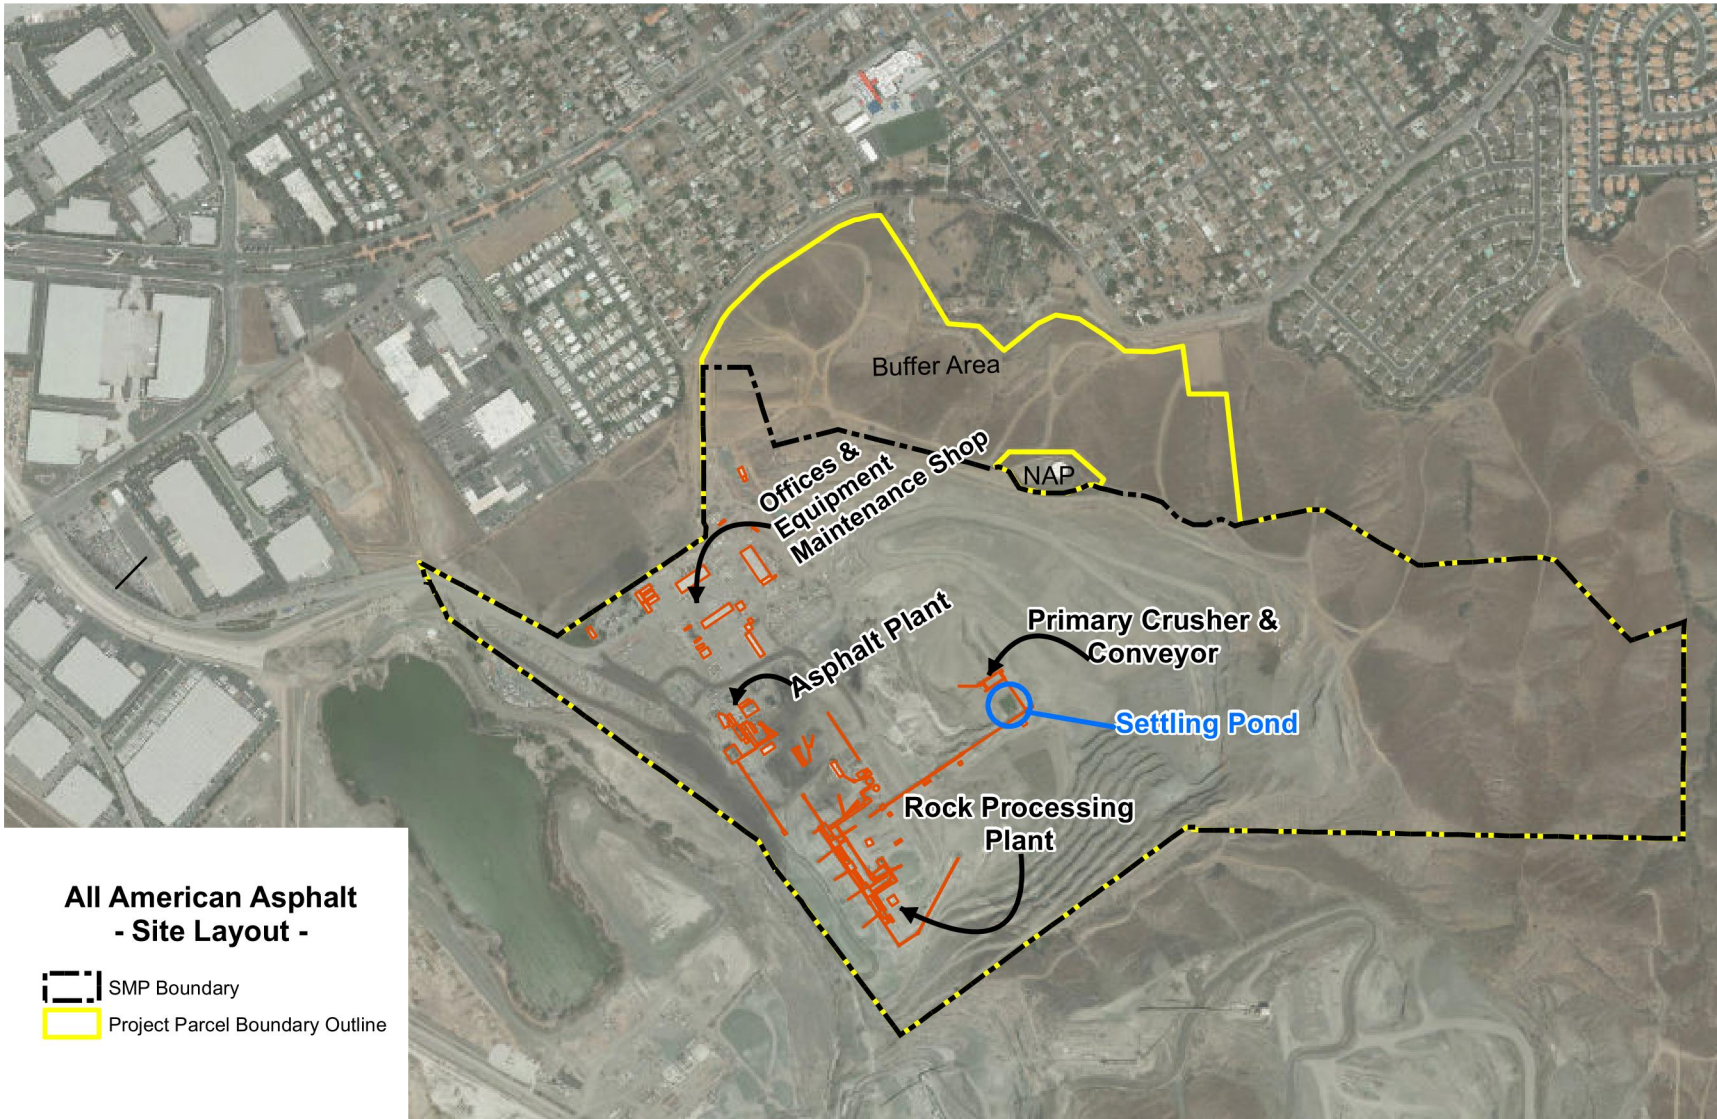 Buffer Area
NAP
Offices &
Equipment
Maintenance Shop
Asphalt Plant
Primary Crusher &
Conveyor
Settling Pond
Rock Processing
Plant
All American Asphalt
- Site Layout -
SMP Boundary
Project Parcel Boundary Outline